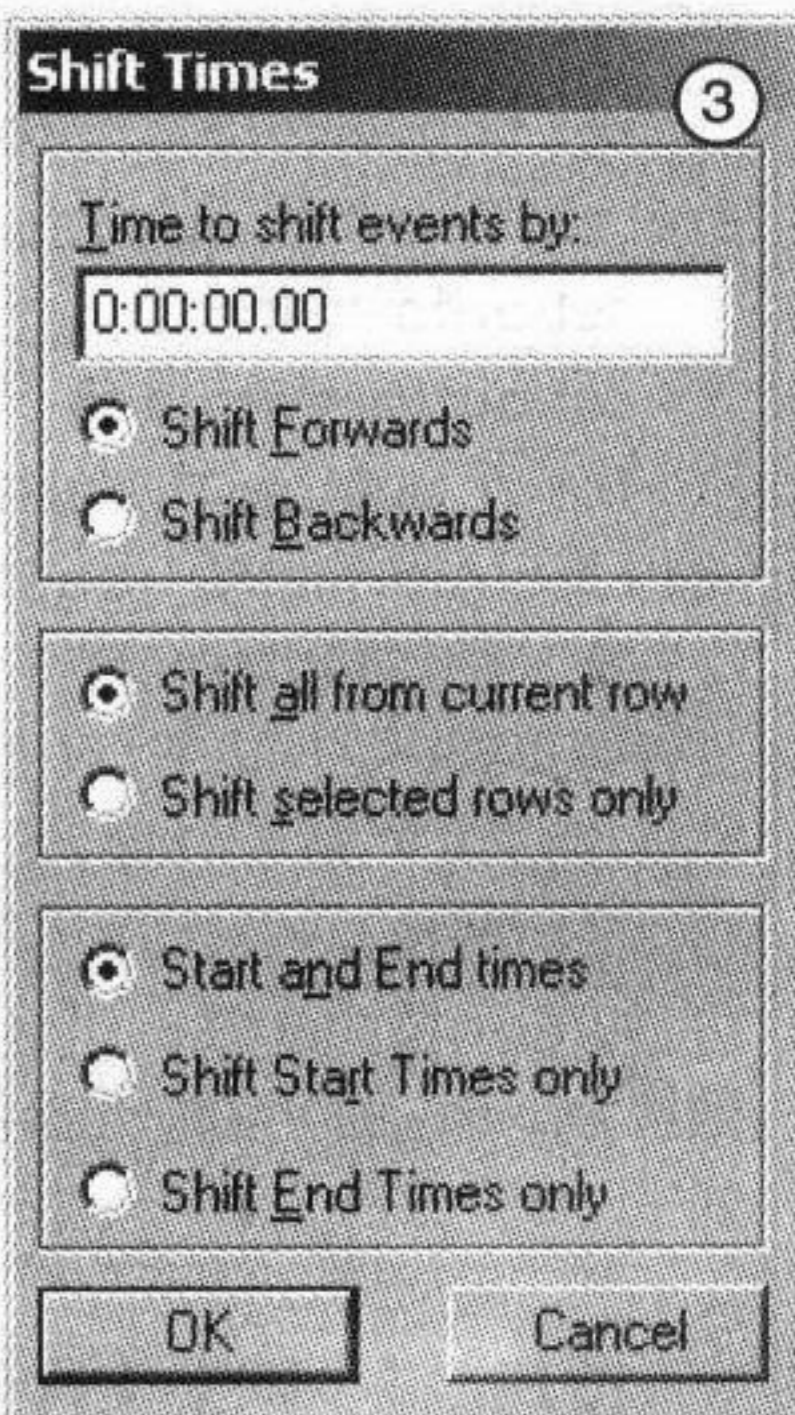 Shift Times
3
Time to shift events by:
0:00:00.00
Shift Forwards
Shift Backwards
Shift all from current row
Shift selected rows only
Start and End times
Shift Start Times only
Shift End Times only
OK Cancel